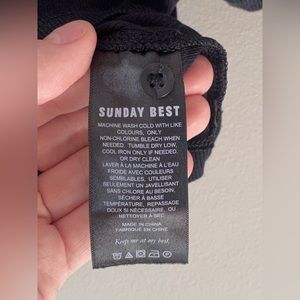 SUNDAY BEST
MACHINE WASH COLD WITH LIKE
COLOURS, ONLY
NON-CHLORINE BLEACH WHEN
NEEDED. TUMBLE DRY LOW,
COOL IRON ONLY IF NEEDED.
OR DRY CLEAN
LAVER À LA MACHINE À L'EAU
FROIDE AVEC COULEURS
SEMBLABLES, UTILISER
SEULEMENT UN JAVELLISANT
SANS CHLORE AU BESOIN,
SÉCHER À BASSE
TEMPÉRATURE, REPASSAGE
DOUX SI NÉCESSAIRE, OU
NETTOYER À SEC
MADE IN CHINA
FABRIQUÉ EN CHINE
Keep me at my best.